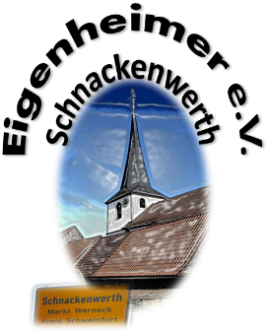 Eigenheimer e.V.
Schnackenwerth
Schnackenwerth
Markt Werneck
Kreis Schweinfurt